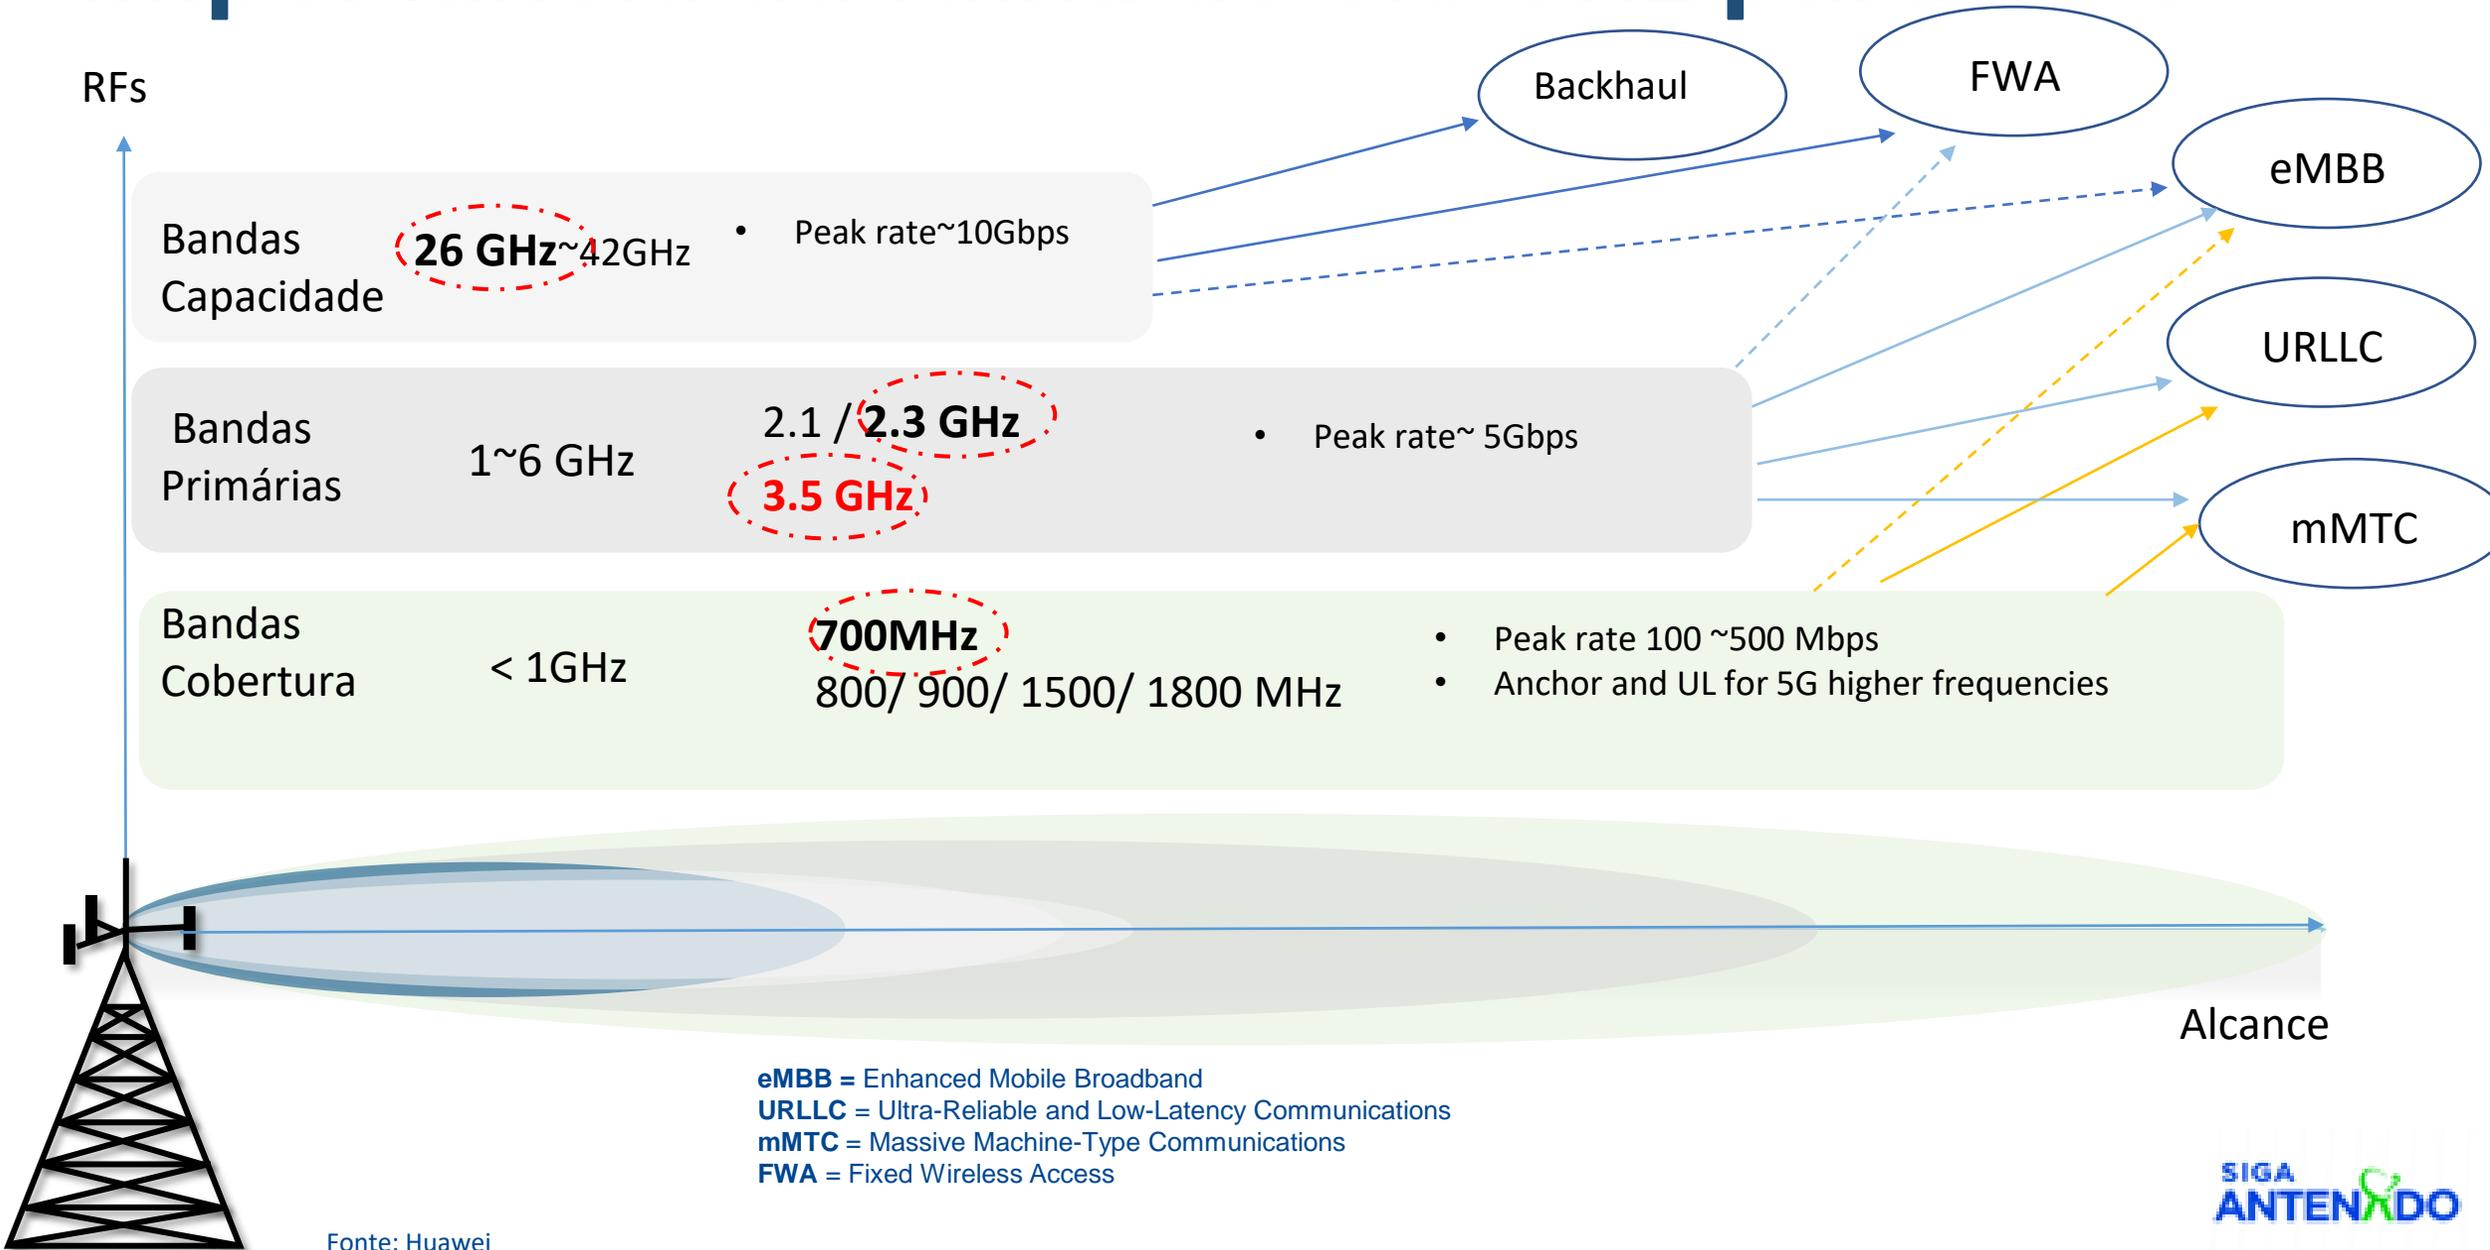 RFs
Backhaul
FWA
eMBB
URLLC
mMTC
Bandas
Capacidade
26 GHz~42GHz
• Peak rate~10Gbps
Bandas
Primárias
1~6 GHz
2.1 / 2.3 GHz
3.5 GHz
• Peak rate~ 5Gbps
Bandas
Cobertura
< 1GHz
700MHz
800/ 900/ 1500/ 1800 MHz
• Peak rate 100 ~500 Mbps
• Anchor and UL for 5G higher frequencies
Alcance
eMBB = Enhanced Mobile Broadband
URLLC = Ultra-Reliable and Low-Latency Communications
mMTC = Massive Machine-Type Communications
FWA = Fixed Wireless Access
Fonte: Huawei
SIGA
ANTENADO